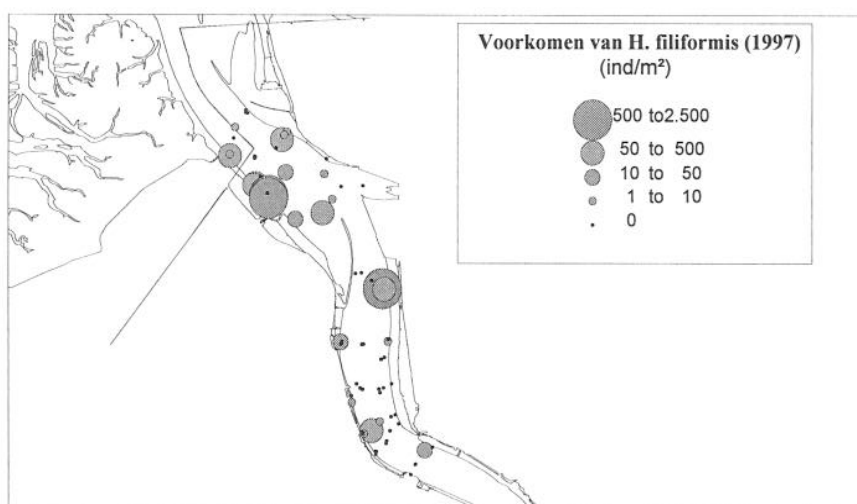 Voorkomen van H. filiformis (1997)
(ind/m²)
500 to2.500
50 to 500
10 to 50
1 to 10
0